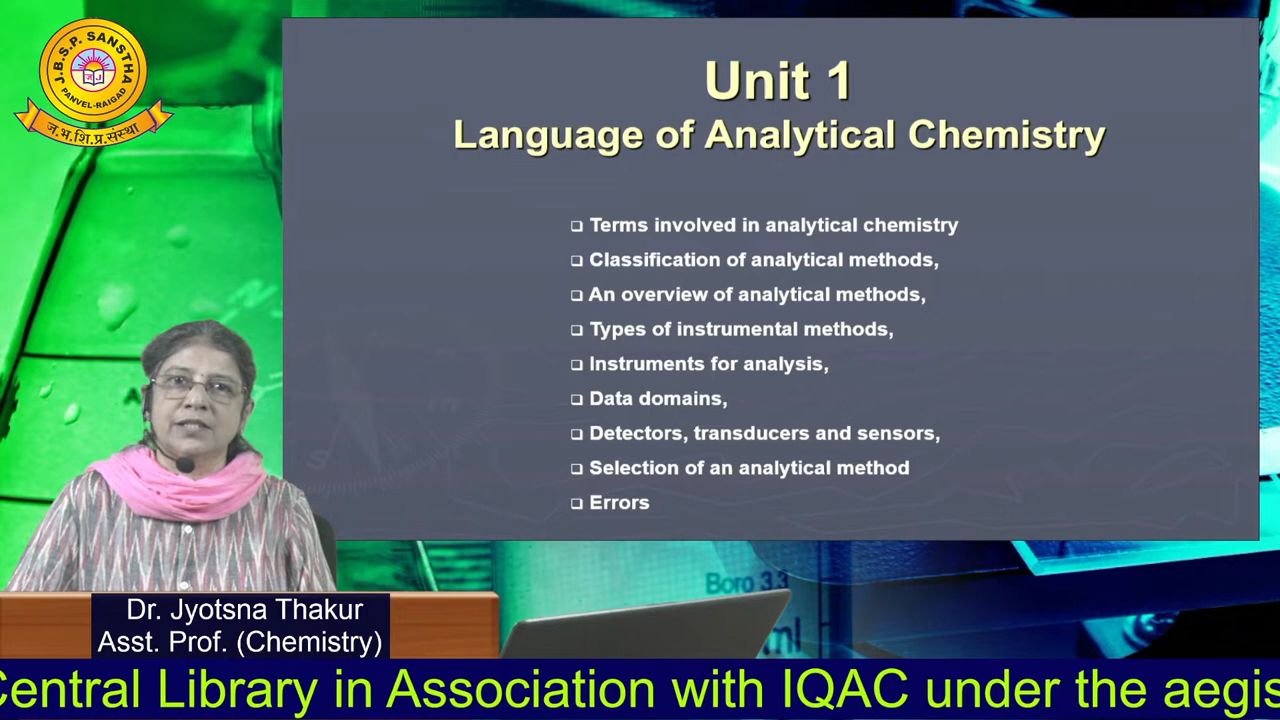 J.B.S.P. SANSTHA
PANVEL-RAIGAD
ज.भ.शि.प्र.संस्था
Unit 1
Language of Analytical Chemistry
❑ Terms involved in analytical chemistry
❑ Classification of analytical methods,
❑ An overview of analytical methods,
❑ Types of instrumental methods,
❑ Instruments for analysis,
❑ Data domains,
❑ Detectors, transducers and sensors,
❑ Selection of an analytical method
❑ Errors
Boro 3.3
ml
Dr. Jyotsna Thakur
Asst. Prof. (Chemistry)
Central Library in Association with IQAC under the aegis